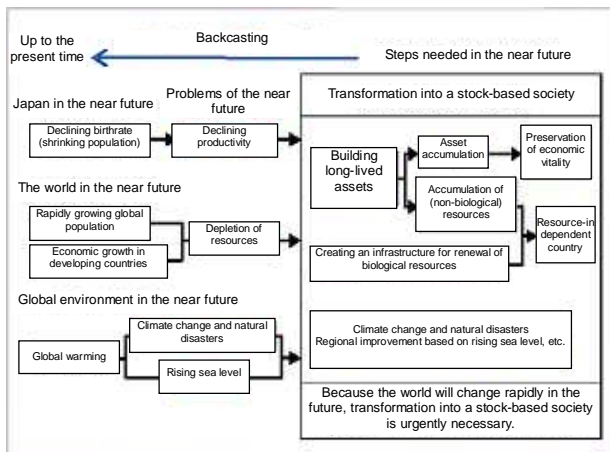 Up to the
present time
Backcasting
Steps needed in the near future
Japan in the near future
Problems of the near
future
Transformation into a stock-based society
Declining birthrate
(shrinking population)
Declining
productivity
Building
long-lived
assets
Asset
accumulation
Preservation
of economic
vitality
The world in the near future
Rapidly growing global
population
Economic growth in
developing countries
Depletion of
resources
Accumulation of
(non-biological)
resources
Resource-in
dependent
country
Creating an infrastructure for renewal of
biological resources
Global environment in the near future
Global warming
Climate change and natural
disasters
Rising sea level
Climate change and natural disasters
Regional improvement based on rising sea level, etc.
Because the world will change rapidly in the
future, transformation into a stock-based society
is urgently necessary.